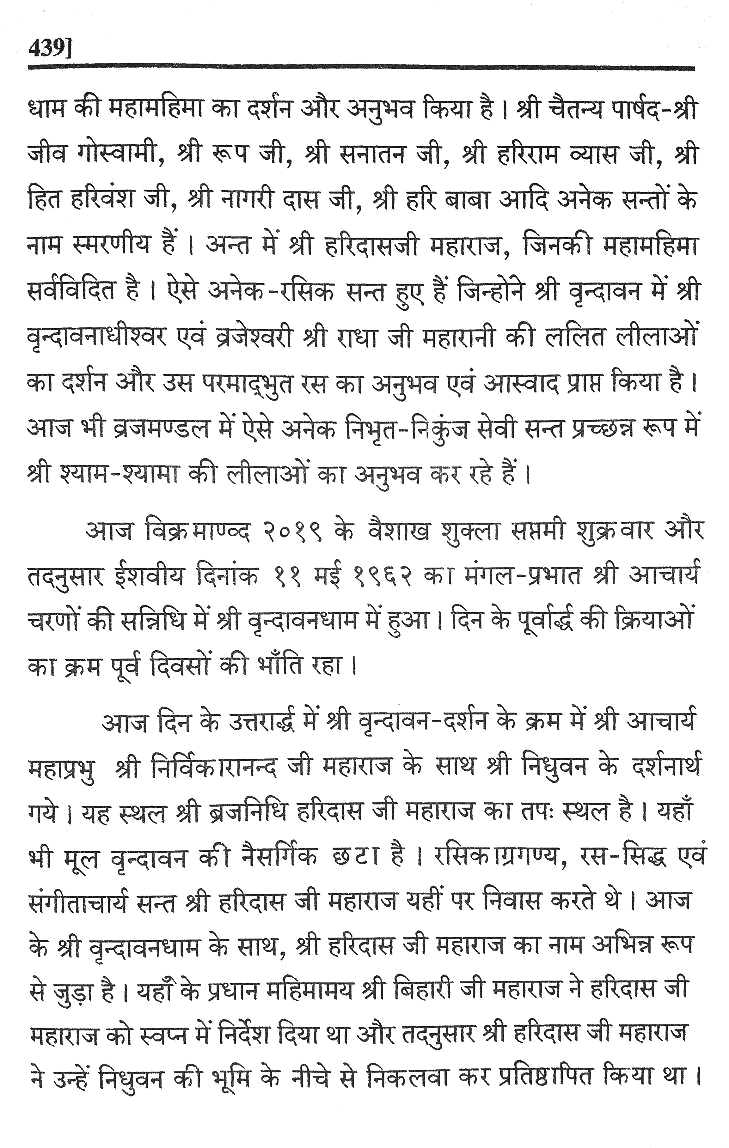 439]
धाम की महामहिमा का दर्शन और अनुभव किया है । श्री चैतन्य पार्षद-श्री
जीव गोस्वामी, श्री रूप जी, श्री सनातन जी, श्री हरिराम व्यास जी, श्री
हित हरिवंश जी, श्री नागरी दास जी, श्री हरि बाबा आदि अनेक सन्तों के
नाम स्मरणीय हैं । अन्त में श्री हरिदासजी महाराज, जिनकी महामहिमा
सर्वविदित है । ऐसे अनेक-रसिक सन्त हुए हैं जिन्होंने श्री वृन्दावन में श्री
वृन्दावनाधीश्वर एवं व्रजेश्वरी श्री राधा जी महारानी की ललित लीलाओं
का दर्शन और उस परमाद्भुत रस का अनुभव एवं आस्वाद प्राप्त किया है ।
आज भी व्रजमण्डल में ऐसे अनेक निभृत-निकुंज सेवी सन्त प्रच्छन्न रूप में
श्री श्याम-श्यामा की लीलाओं का अनुभव कर रहे हैं ।
आज विक्रमाण्व्द २०१९ के वैशाख शुक्ला सप्तमी शुक्रवार और
तदनुसार ईशवीय दिनांक ११ मई १९६२ का मंगल-प्रभात श्री आचार्य
चरणों की सन्निधि में श्री वृन्दावनधाम में हुआ । दिन के पूर्वार्द्ध की क्रियाओं
का क्रम पूर्व दिवसों की भाँति रहा ।
आज दिन के उत्तरार्द्ध में श्री वृन्दावन-दर्शन के क्रम में श्री आचार्य
महाप्रभु श्री निर्विकारानन्द जी महाराज के साथ श्री निधुवन के दर्शनार्थ
गये । यह स्थल श्री ब्रजनिधि हरिदास जी महाराज का तपः स्थल है । यहाँ
भी मूल वृन्दावन की नैसर्गिक छटा है । रसिकाग्रगण्य, रस-सिद्ध एवं
संगीताचार्य सन्त श्री हरिदास जी महाराज यहीं पर निवास करते थे । आज
के श्री वृन्दावनधाम के साथ, श्री हरिदास जी महाराज का नाम अभिन्न रूप
से जुड़ा है । यहाँ के प्रधान महिमामय श्री बिहारी जी महाराज ने हरिदास जी
महाराज को स्वप्न में निर्देश दिया था और तदनुसार श्री हरिदास जी महाराज
ने उन्हें निधुवन की भूमि के नीचे से निकलवा कर प्रतिष्ठापित किया था ।